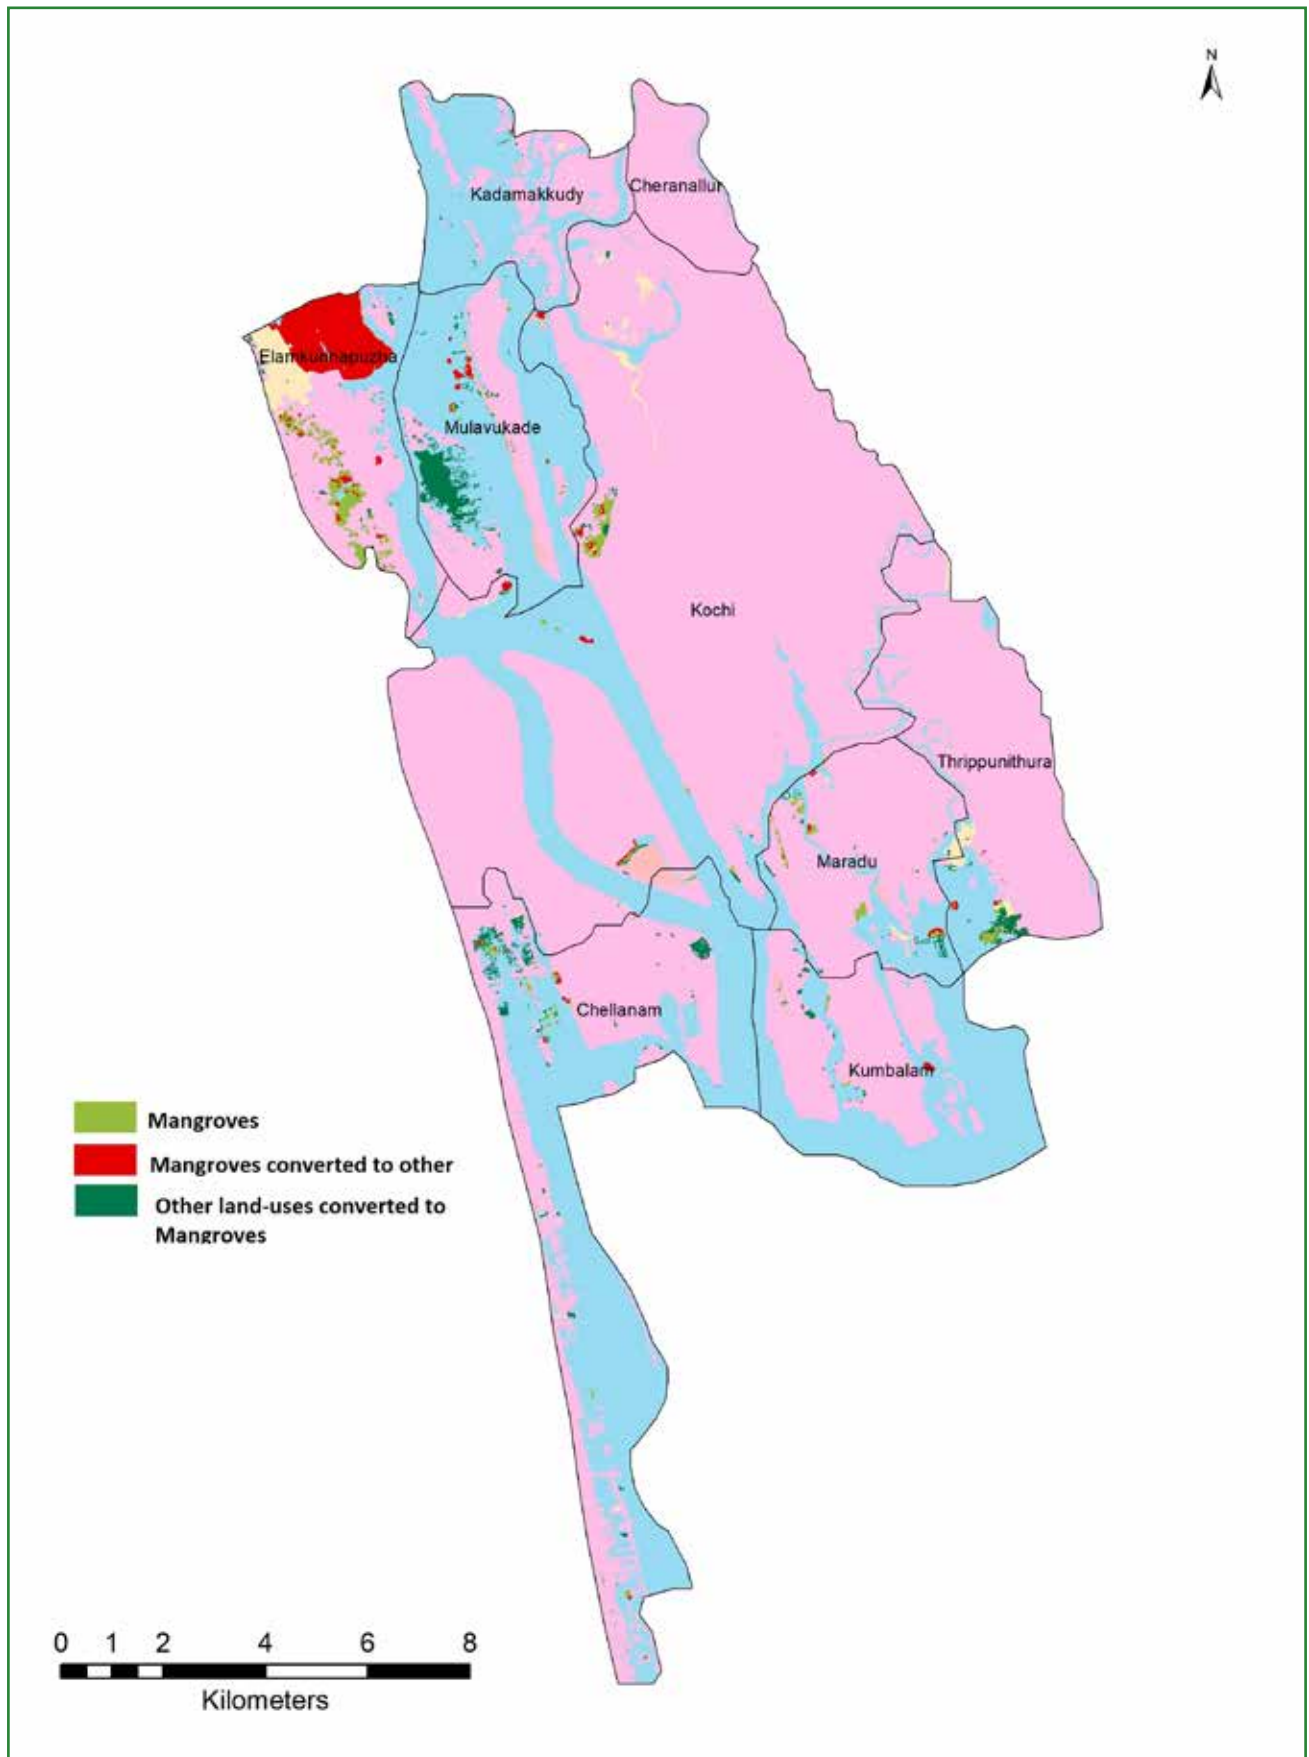 N
Cheranallur
Kadamakkudy
Elamkunnapuzha
Mulavukade
Kochi
Thrippunithura
Maradu
Chellanam
Kumbalam
Mangroves
Mangroves converted to other
Other land-uses converted to
Mangroves
0 1 2 4 6 8
Kilometers